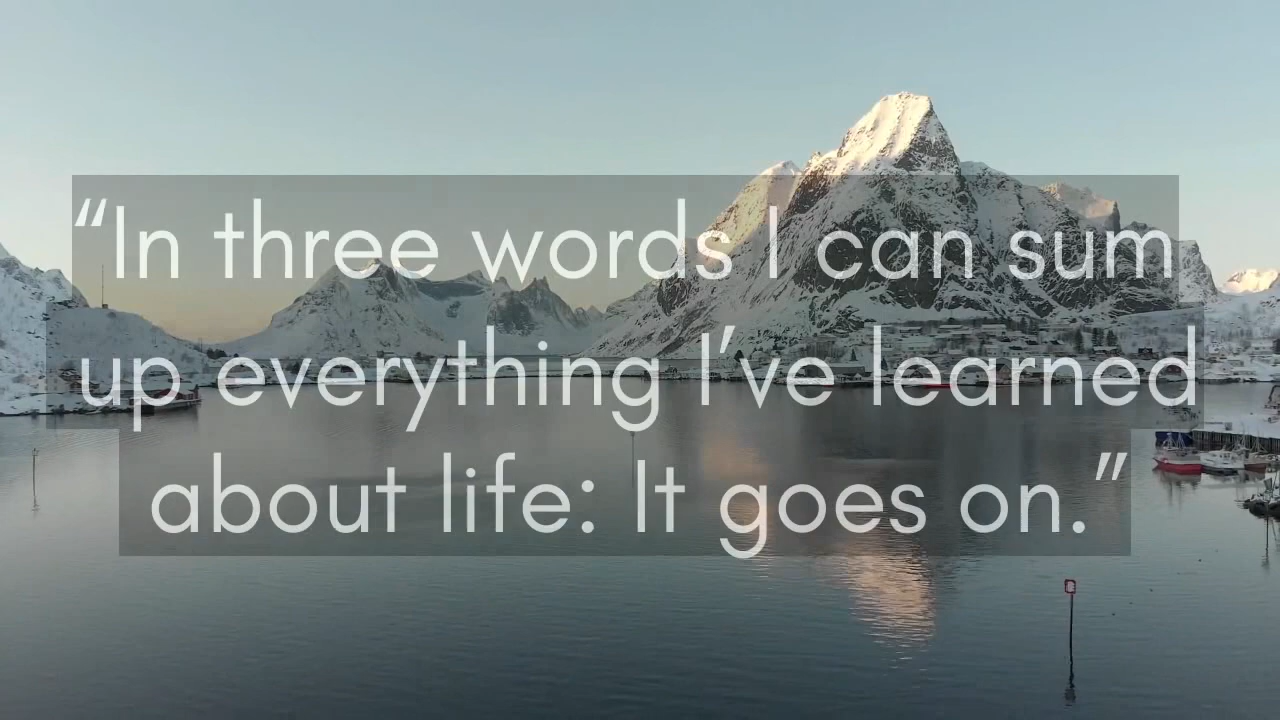 “In three words I can sum
up everything I’ve learned
about life: It goes on.”